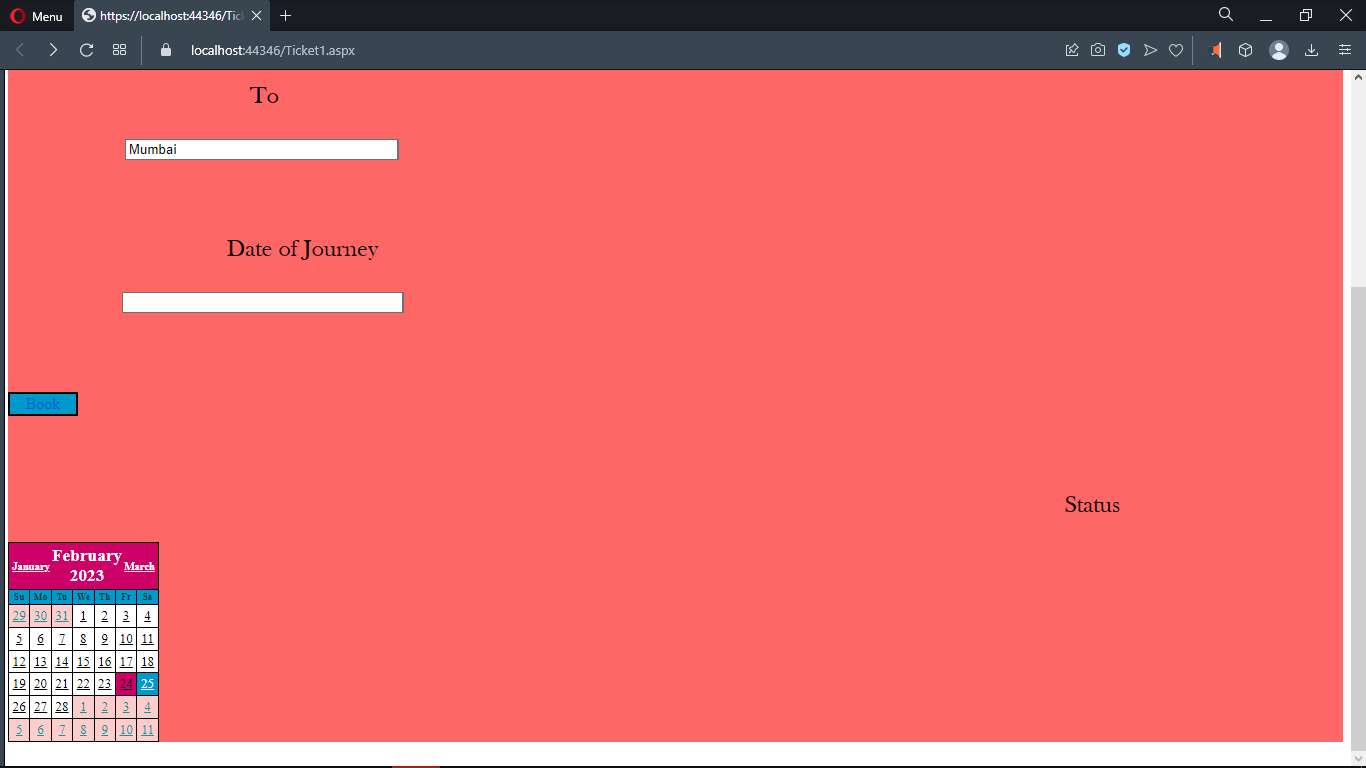 Menu
https://localhost:44346/Tic
localhost:44346/Ticket1.aspx
To
Mumbai
Date of Journey
Book
Status
January February 2023 March
Su Mo Tu We Th Fr Sa
29 30 31 1 2 3 4
5 6 7 8 9 10 11
12 13 14 15 16 17 18
19 20 21 22 23 24 25
26 27 28 1 2 3 4
5 6 7 8 9 10 11